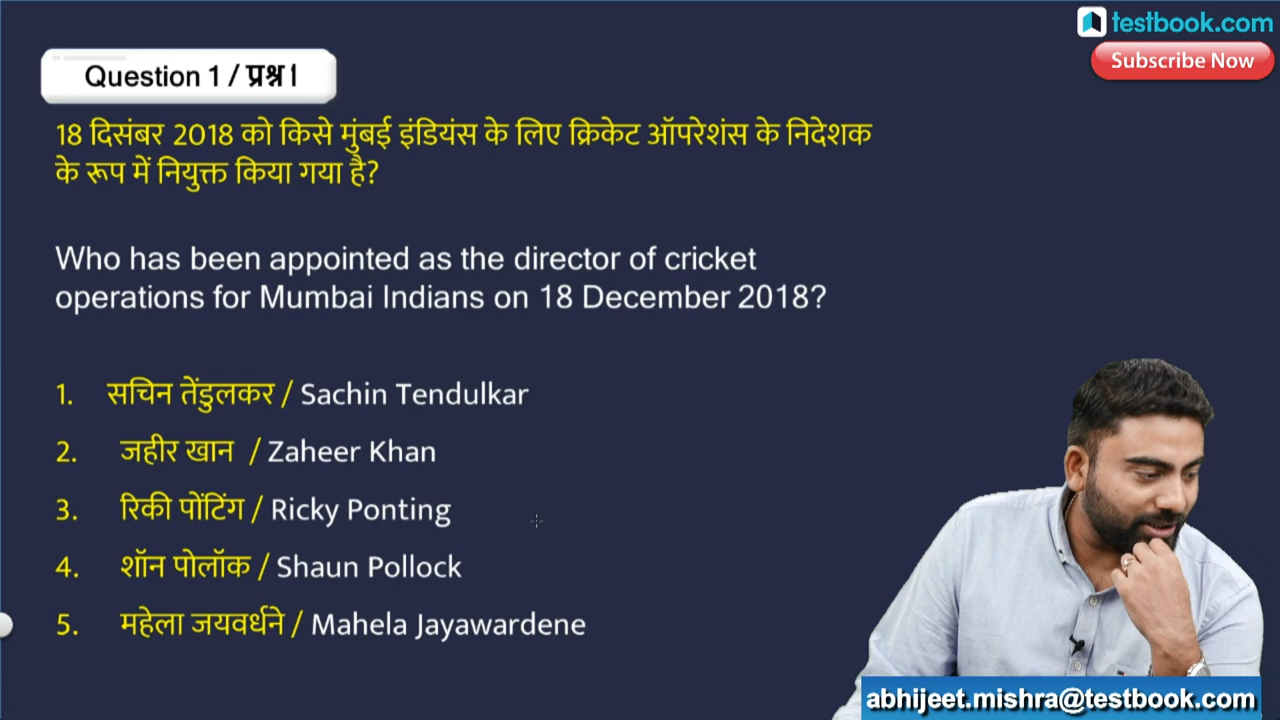 testbook.com
Subscribe Now
Question 1 / प्रश्न 1
18 दिसंबर 2018 को किसे मुंबई इंडियंस के लिए क्रिकेट ऑपरेशंस के निदेशक
के रूप में नियुक्त किया गया है?
Who has been appointed as the director of cricket
operations for Mumbai Indians on 18 December 2018?
1. सचिन तेंडुलकर / Sachin Tendulkar
2. जहीर खान / Zaheer Khan
3. रिकी पोंटिंग / Ricky Ponting
4. शॉन पोलॉक / Shaun Pollock
5. महेला जयवर्धने / Mahela Jayawardene
abhijeet.mishra@testbook.com